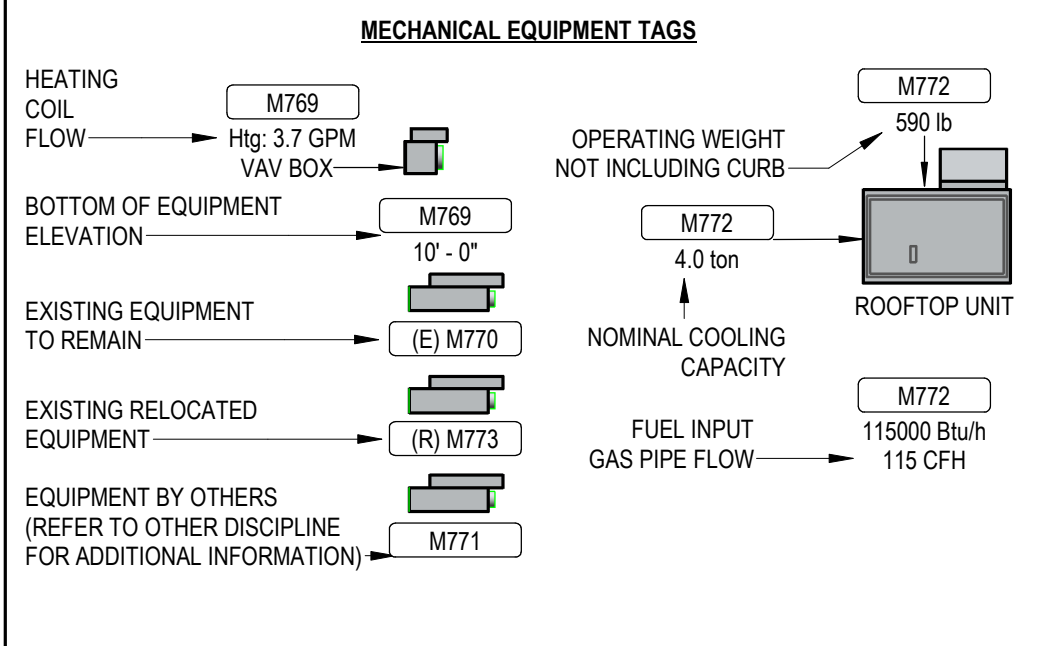 MECHANICAL EQUIPMENT TAGS
HEATING
COIL
FLOW
M769
Htg: 3.7 GPM
VAV BOX
BOTTOM OF EQUIPMENT
ELEVATION
M769
10' - 0"
EXISTING EQUIPMENT
TO REMAIN
(E) M770
EXISTING RELOCATED
EQUIPMENT
(R) M773
EQUIPMENT BY OTHERS
(REFER TO OTHER DISCIPLINE
FOR ADDITIONAL INFORMATION)
M771
M772
590 lb
OPERATING WEIGHT
NOT INCLUDING CURB
M772
4.0 ton
ROOFTOP UNIT
NOMINAL COOLING
CAPACITY
M772
FUEL INPUT
GAS PIPE FLOW
115000 Btu/h
115 CFH